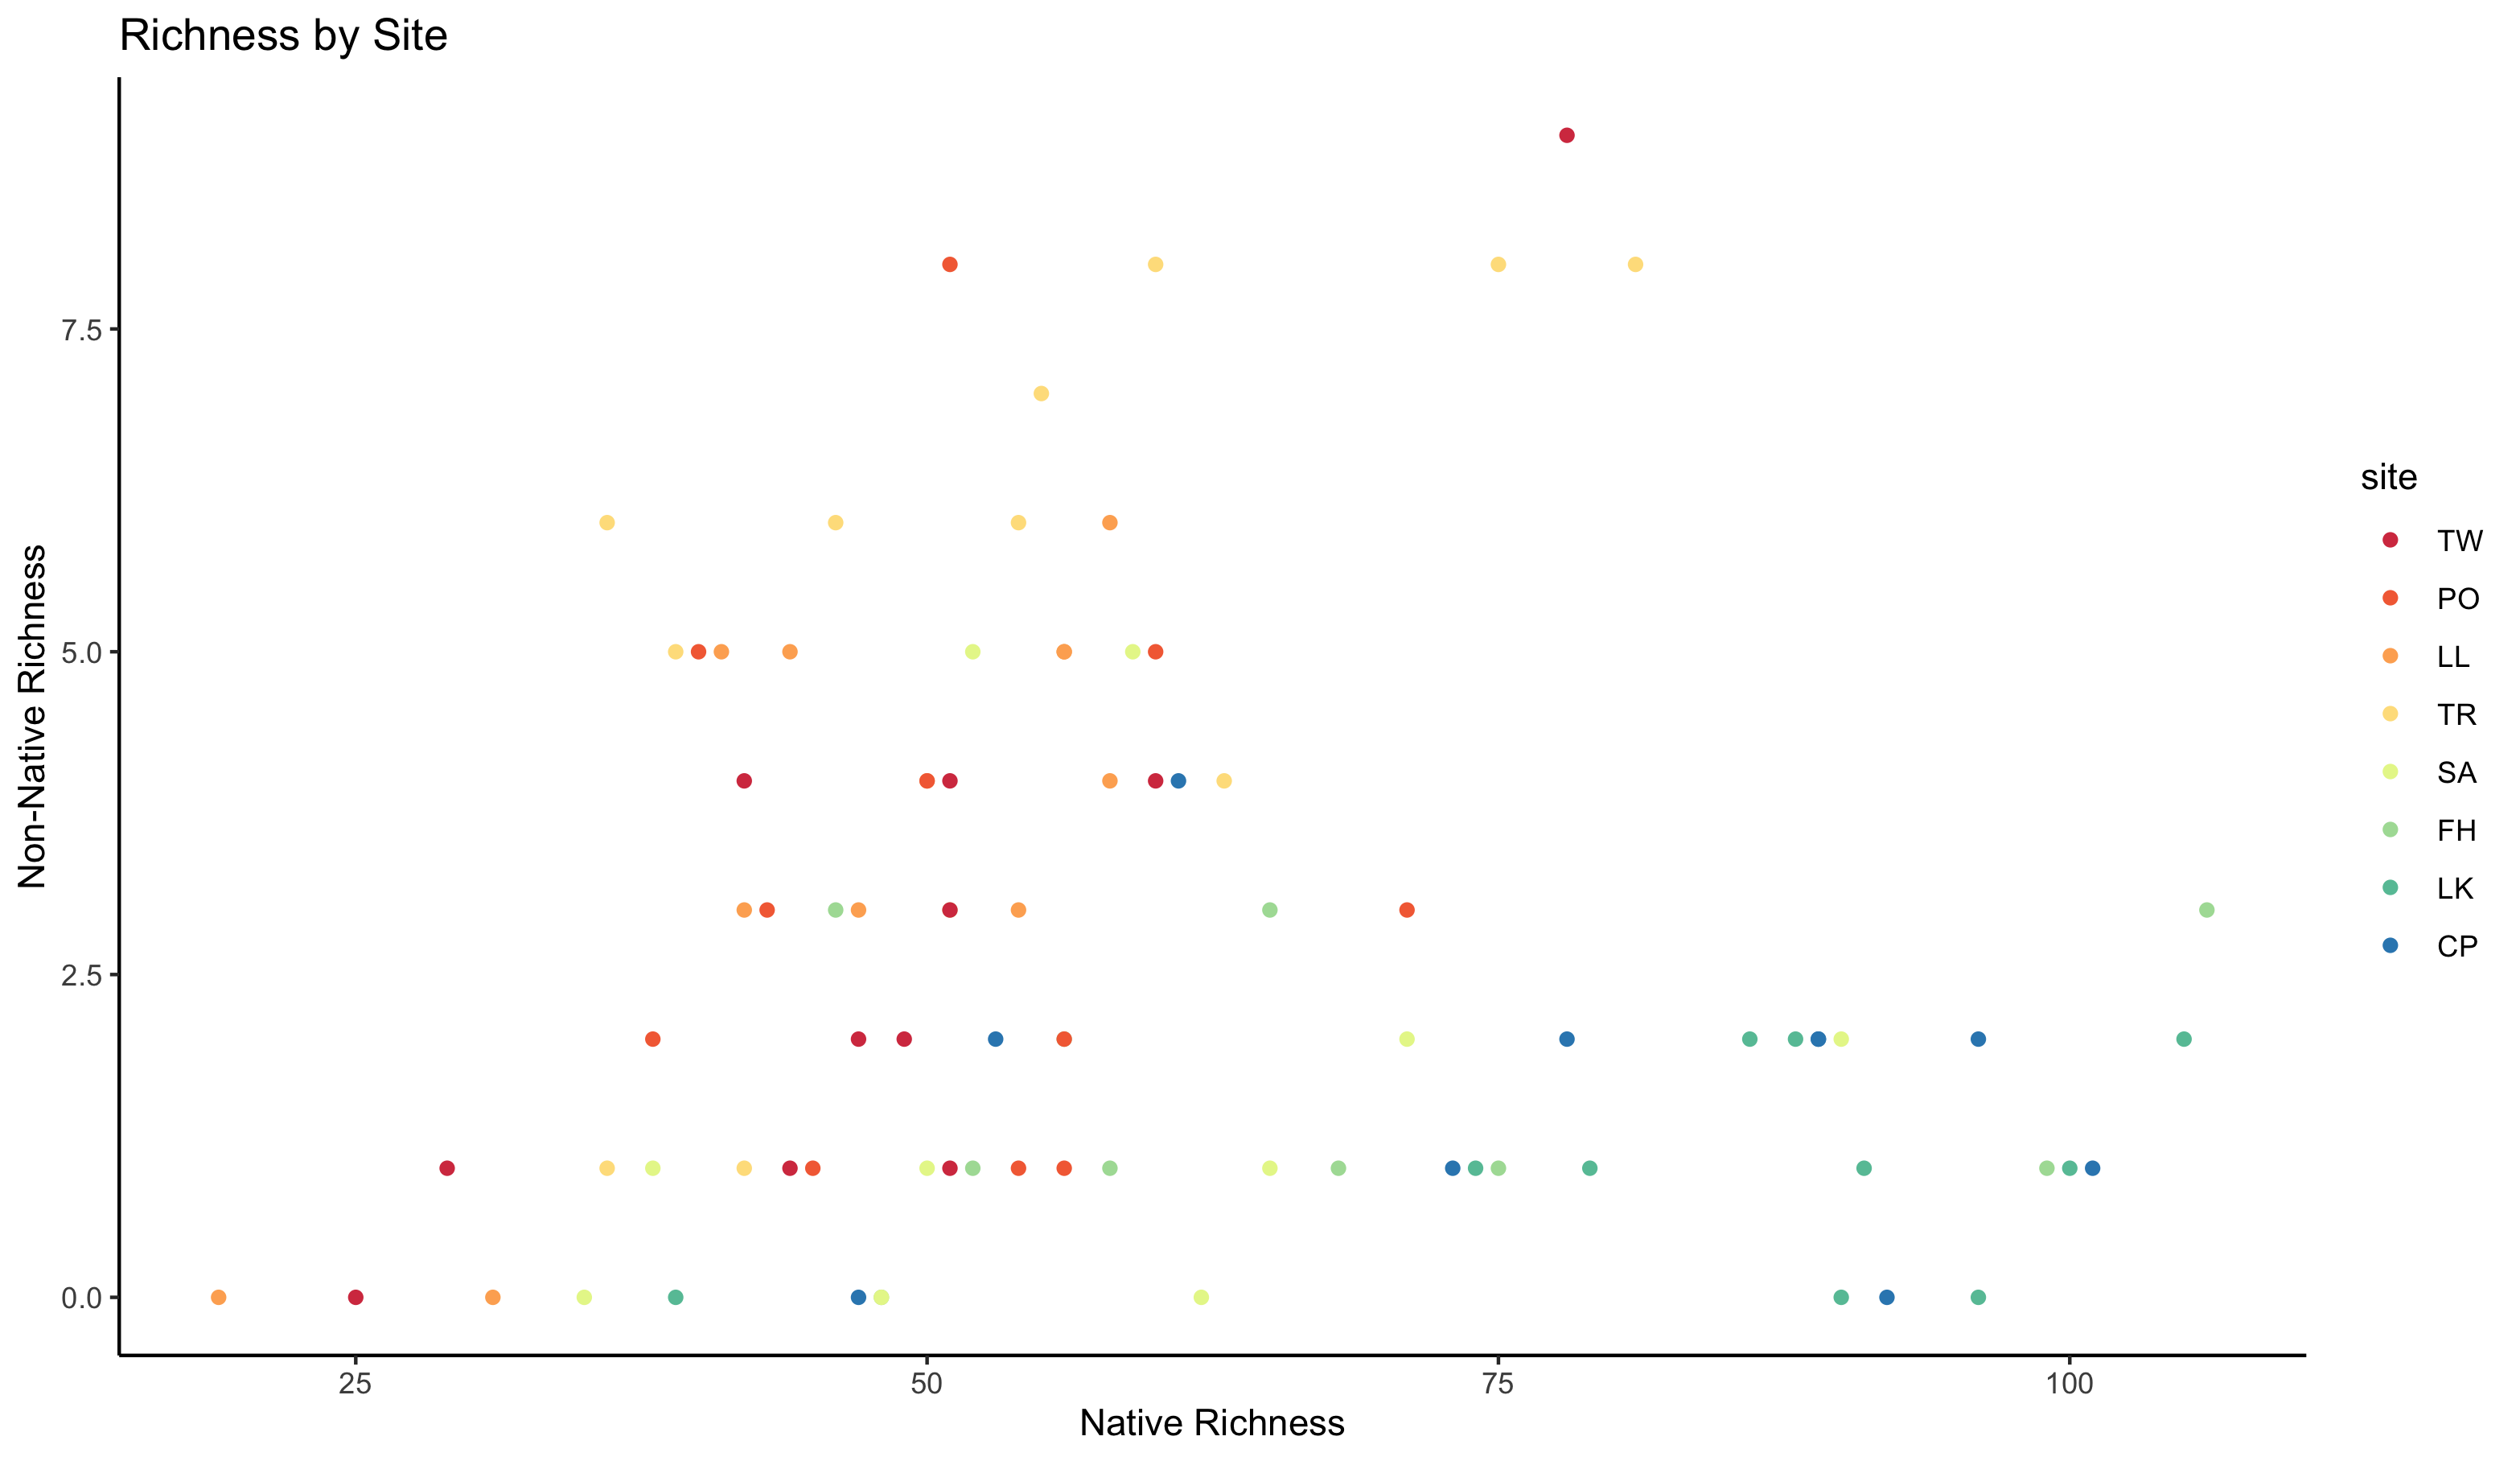 Richness by Site
Non-Native Richness
7.5
5.0
2.5
0.0
25
50
75
100
Native Richness
site
TW
PO
LL
TR
SA
FH
LK
CP